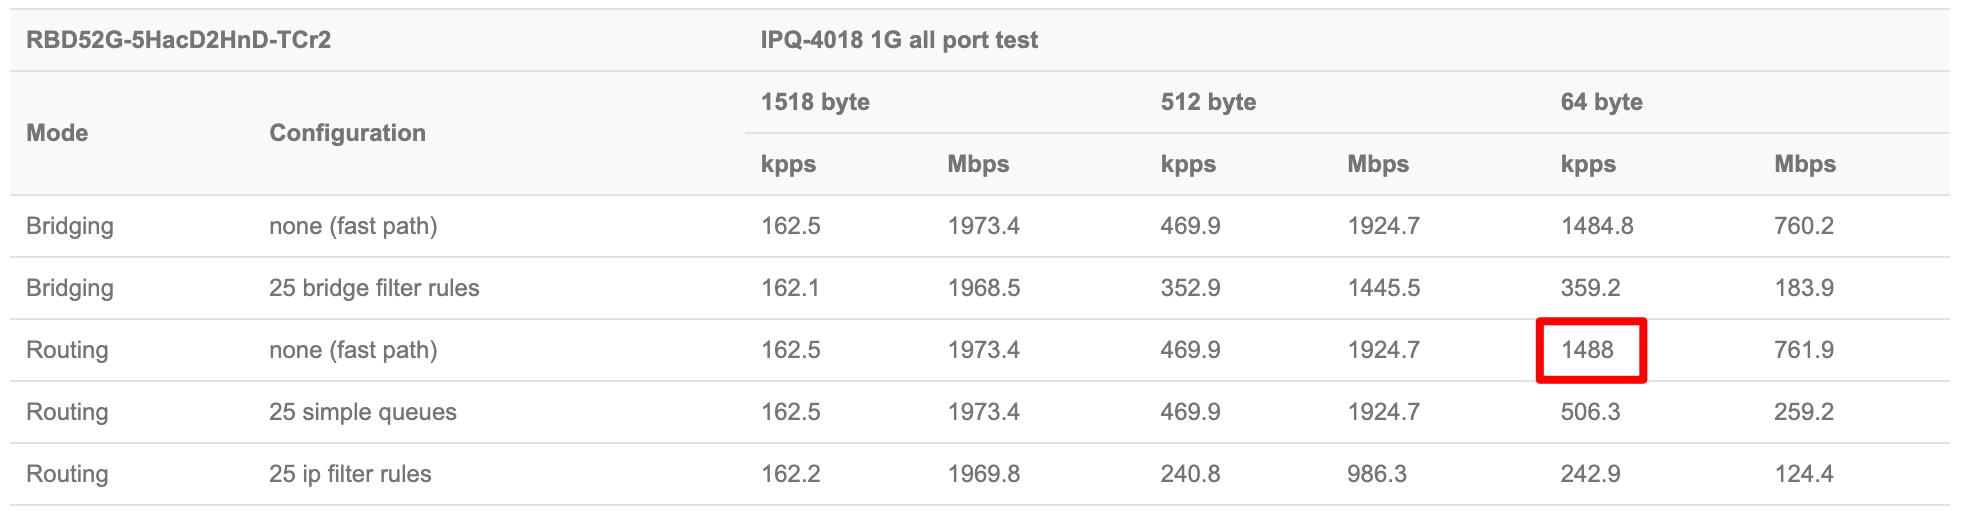 RBD52G-5HacD2HnD-TCr2 IPQ-4018 1G all port test
Mode Configuration 1518 byte 512 byte 64 byte
kpps Mbps kpps Mbps kpps Mbps
Bridging none (fast path) 162.5 1973.4 469.9 1924.7 1484.8 760.2
Bridging 25 bridge filter rules 162.1 1968.5 352.9 1445.5 359.2 183.9
Routing none (fast path) 162.5 1973.4 469.9 1924.7 1488 761.9
Routing 25 simple queues 162.5 1973.4 469.9 1924.7 506.3 259.2
Routing 25 ip filter rules 162.2 1969.8 240.8 986.3 242.9 124.4